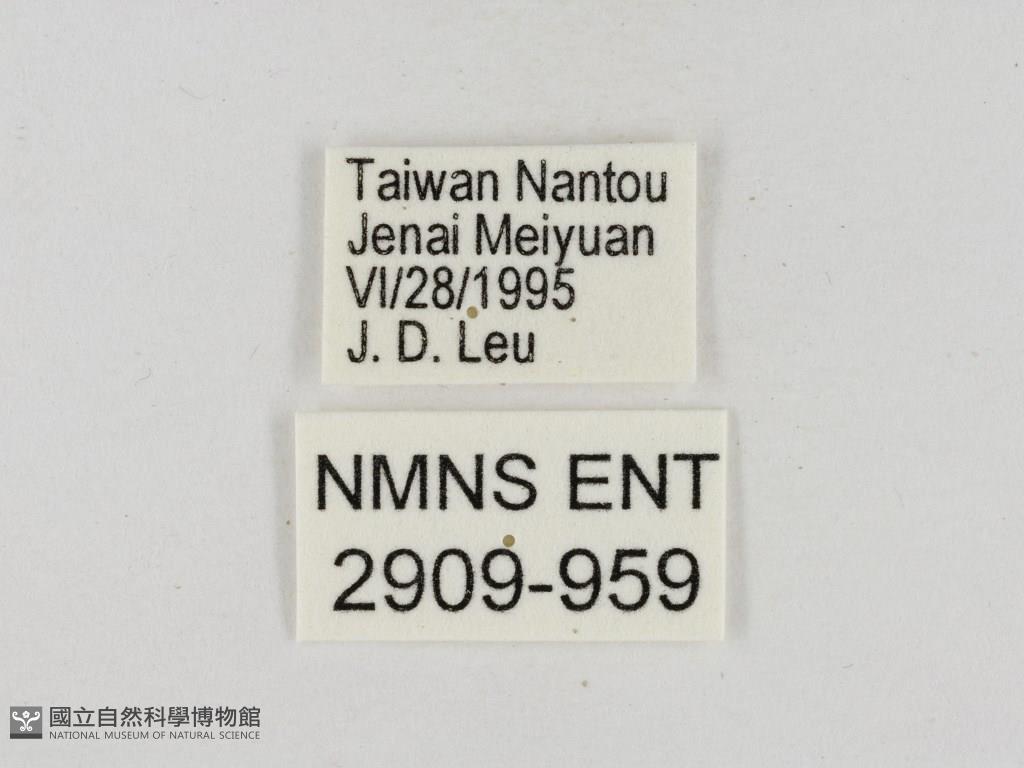 Taiwan Nantou
Jenai Meiyuan
VI/28/1995
J. D. Leu
NMNS ENT
2909-959
國立自然科學博物館
NATIONAL MUSEUM OF NATURAL SCIENCE